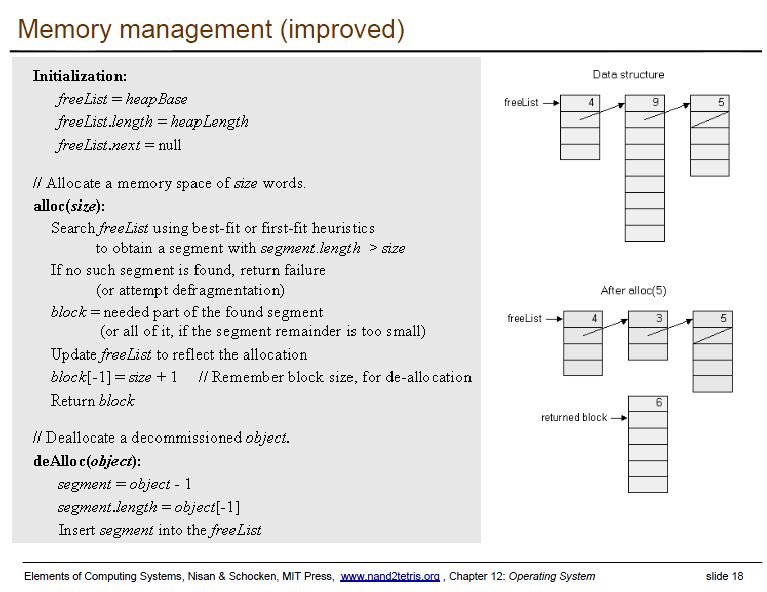 Memory management (improved)
Initialization:
freeList = heapBase
freeList.length = heapLength
freeList.next = null
// Allocate a memory space of size words.
alloc(size):
Search freeList using best-fit or first-fit heuristics
to obtain a segment with segment.length > size
If no such segment is found, return failure
(or attempt defragmentation)
block = needed part of the found segment
(or all of it, if the segment remainder is too small)
Update freeList to reflect the allocation
block[-1] = size + 1 // Remember block size, for de-allocation
Return block
// Deallocate a decommissioned object.
deAlloc(object):
segment = object - 1
segment.length = object[-1]
Insert segment into the freeList
Data structure
freeList 4 9 5
After alloc(5)
freeList 4 3 5
6
returned block
Elements of Computing Systems, Nisan & Schocken, MIT Press, www.nand2tetris.org , Chapter 12: Operating System slide 18